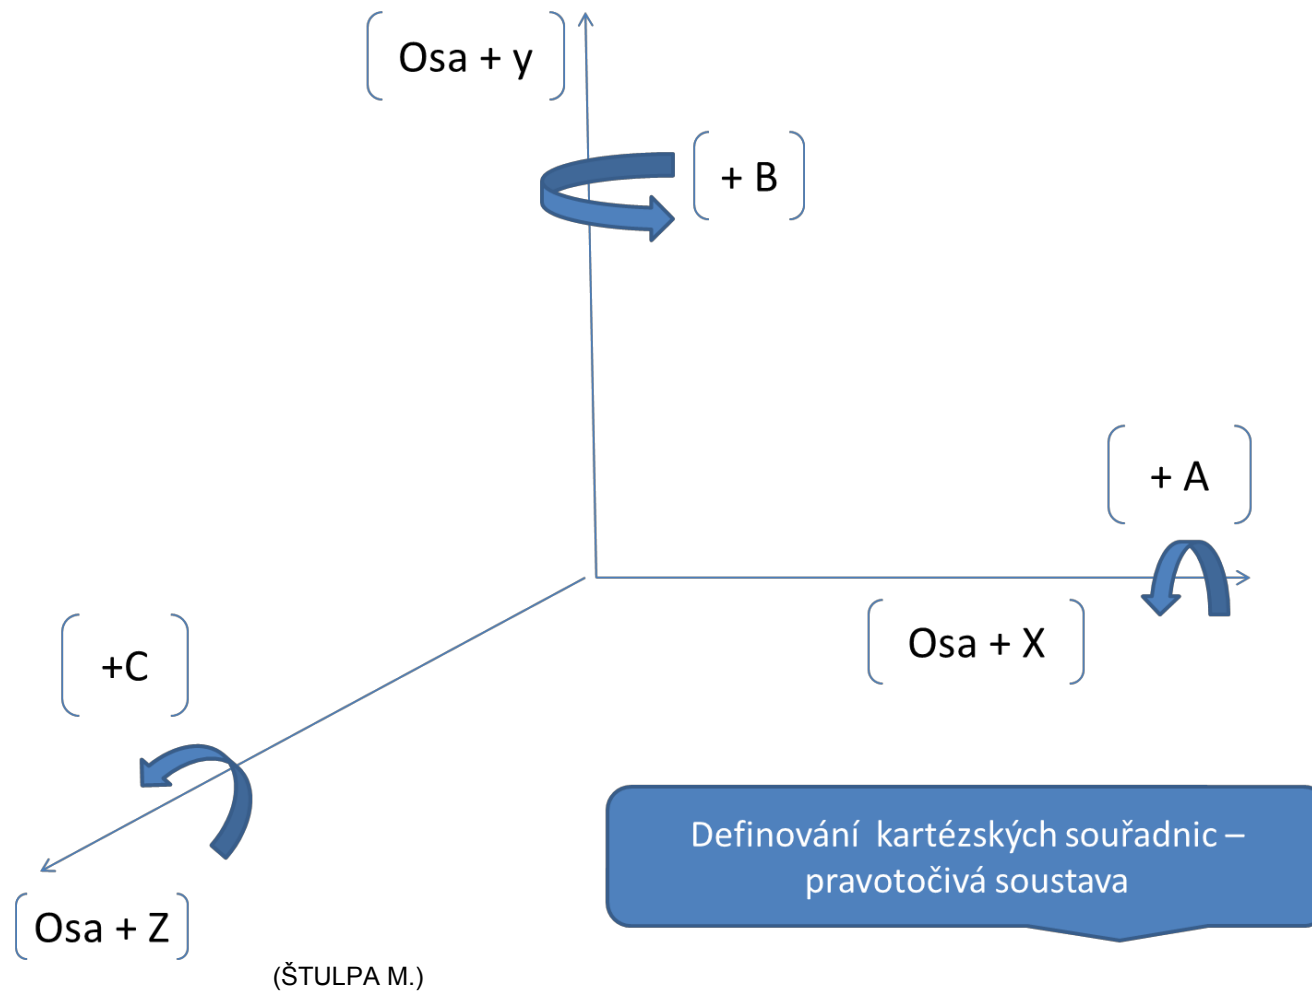 Osa + y
+ B
+ A
Osa + X
+C
Osa + Z
Definování kartézských souřadnic –
pravotočivá soustava
(ŠTULPA M.)